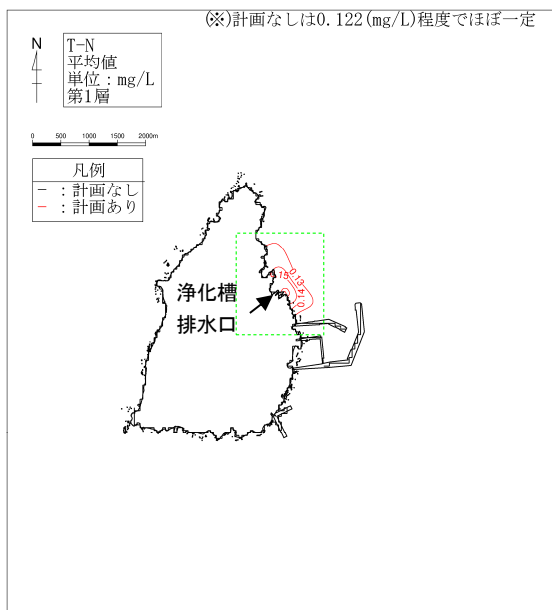 (※)計画なしは0.122(mg/L)程度でほぼ一定
N
T-N
平均値
単位：mg/L
第1層
0 500 1000 1500 2000m
凡例
- ：計画なし
- ：計画あり
0.13
0.15
0.14
浄化槽
排水口